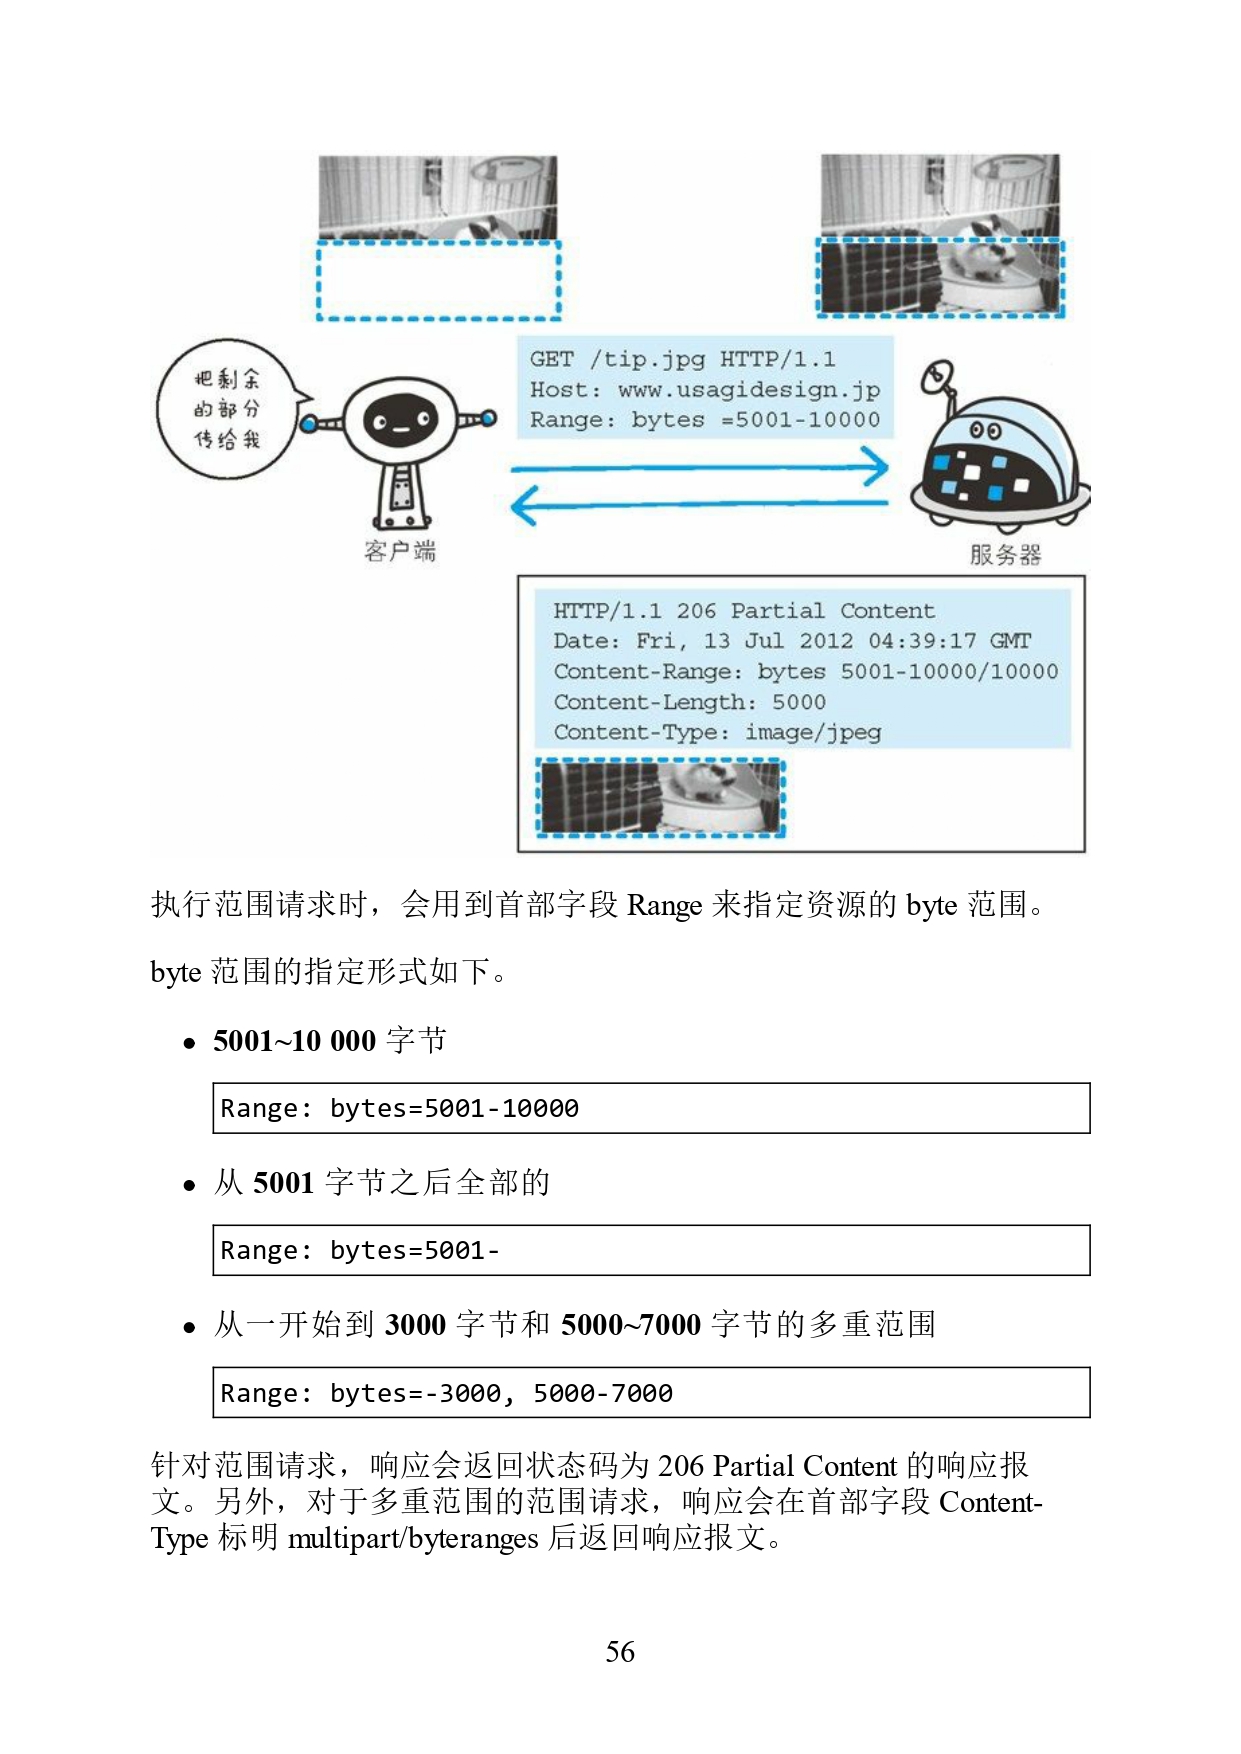 把剩余
的部分
传给我
GET /tip.jpg HTTP/1.1
Host: www.usagidesign.jp
Range: bytes =5001-10000
客户端
服务器
HTTP/1.1 206 Partial Content
Date: Fri, 13 Jul 2012 04:39:17 GMT
Content-Range: bytes 5001-10000/10000
Content-Length: 5000
Content-Type: image/jpeg
执行范围请求时，会用到首部字段 Range 来指定资源的 byte 范围。
byte 范围的指定形式如下。
• 5001~10 000 字节
Range: bytes=5001-10000
• 从 5001 字节之后全部的
Range: bytes=5001-
• 从一开始到 3000 字节和 5000~7000 字节的多重范围
Range: bytes=-3000, 5000-7000
针对范围请求，响应会返回状态码为 206 Partial Content 的响应报
文。另外，对于多重范围的范围请求，响应会在首部字段 Content-
Type 标明 multipart/byteranges 后返回响应报文。
56